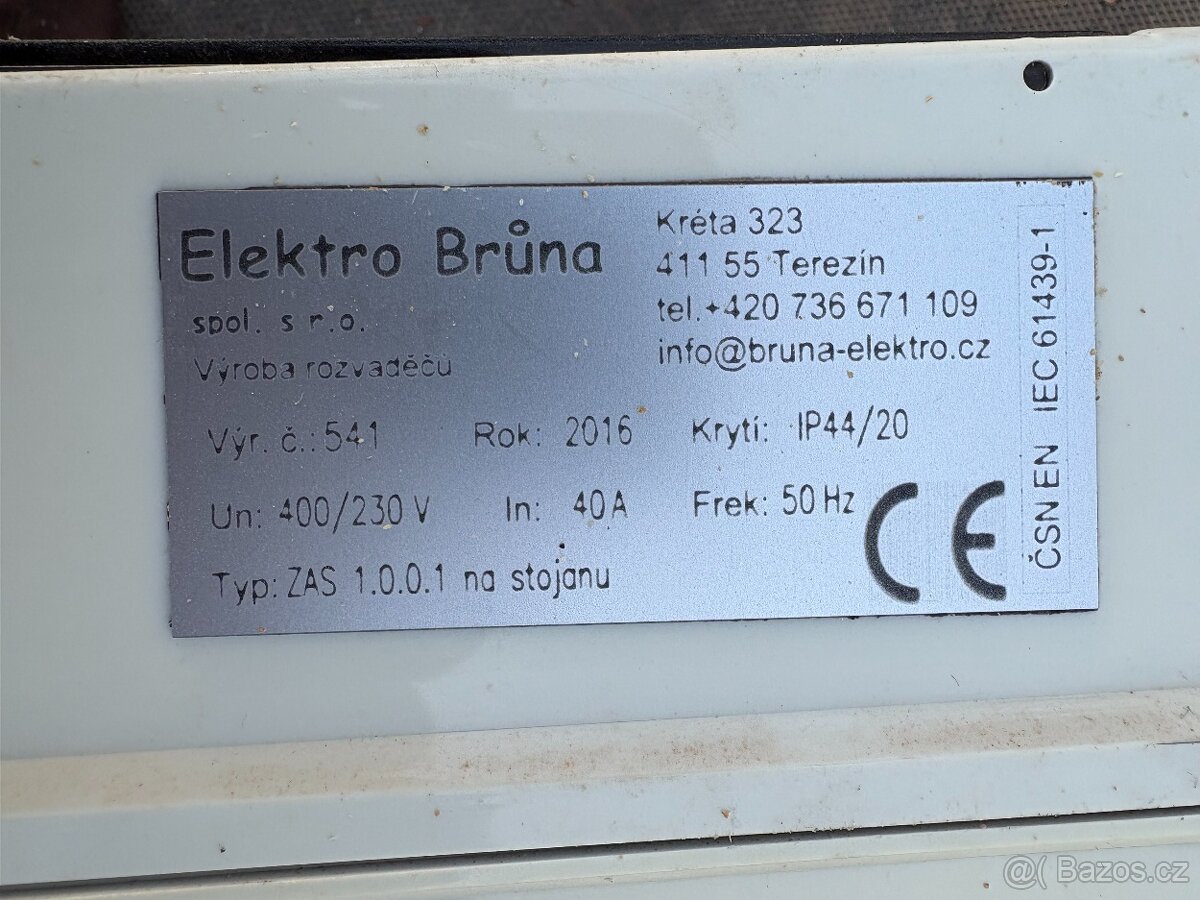 Elektro Brůna
spol. s r.o.
Výroba rozvaděčů
Kréta 323
411 55 Terezín
tel.+420 736 671 109
info@bruna-elektro.cz
Výr. č.: 541 Rok: 2016 Krytí: IP44/20
Un: 400/230 V In: 40A Frek: 50 Hz
Typ: ZAS 1.0.0.1 na stojanu
CE
ČSN EN IEC 61439-1
@( Bazos.cz